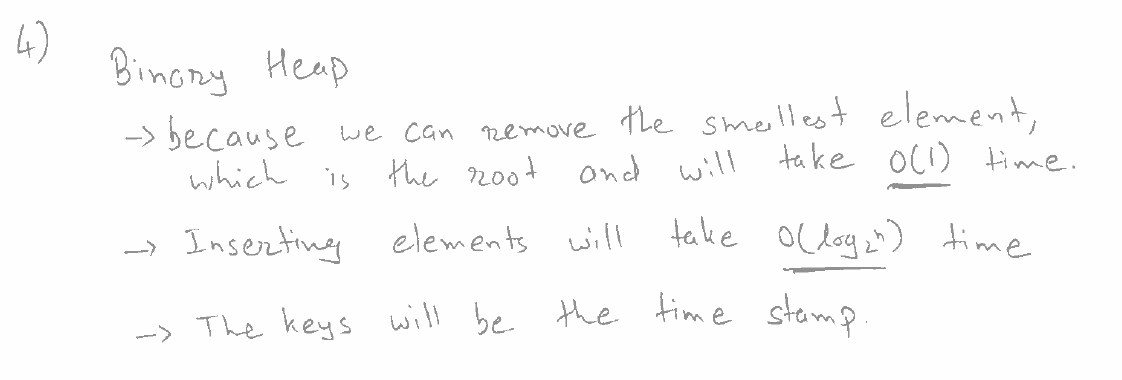 4)
Binary Heap
→ because we can remove the smallest element,
which is the root and will take O(1) time.
→ Inserting elements will take O(log₂ⁿ) time
→ The keys will be the time stamp.